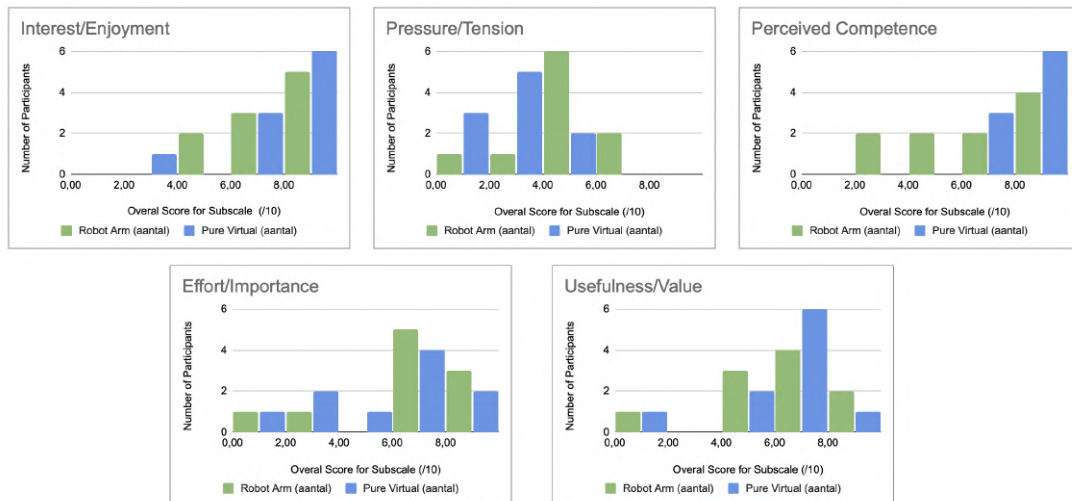 Interest/Enjoyment
Number of Participants
6
4
2
0
0,00 2,00 4,00 6,00 8,00
Overal Score for Subscale (/10)
Robot Arm (aantal) Pure Virtual (aantal)
Pressure/Tension
Number of Participants
6
4
2
0
0,00 2,00 4,00 6,00 8,00
Overal Score for Subscale (/10)
Robot Arm (aantal) Pure Virtual (aantal)
Perceived Competence
Number of Participants
6
4
2
0
0,00 2,00 4,00 6,00 8,00
Overal Score for Subscale (/10)
Robot Arm (aantal) Pure Virtual (aantal)
Effort/Importance
Number of Participants
6
4
2
0
0,00 2,00 4,00 6,00 8,00
Overal Score for Subscale (/10)
Robot Arm (aantal) Pure Virtual (aantal)
Usefulness/Value
Number of Participants
6
4
2
0
0,00 2,00 4,00 6,00 8,00
Overal Score for Subscale (/10)
Robot Arm (aantal) Pure Virtual (aantal)